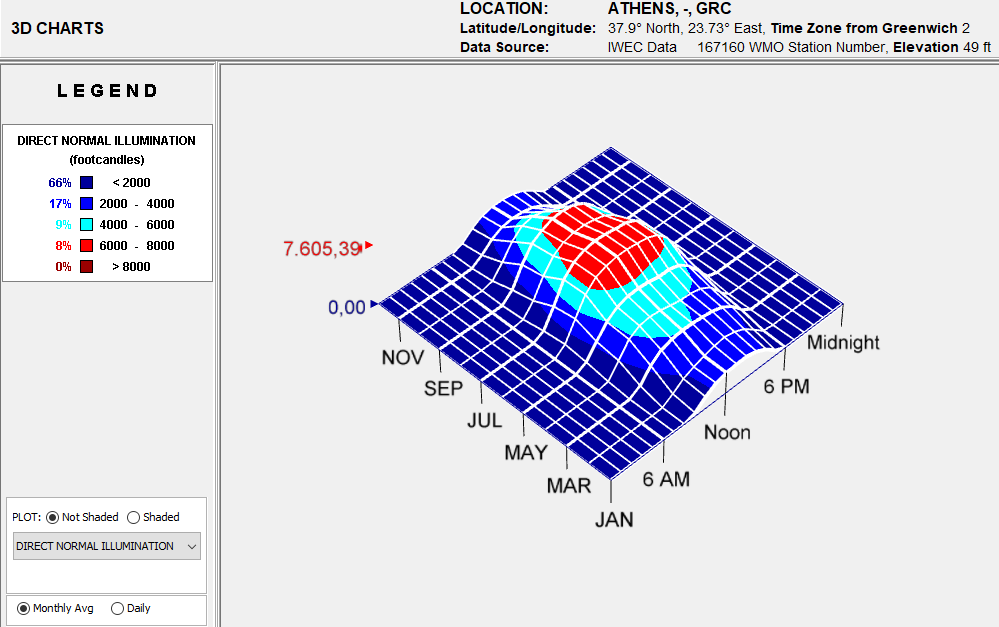 3D CHARTS
LOCATION: ATHENS, -, GRC
Latitude/Longitude: 37.9° North, 23.73° East, Time Zone from Greenwich 2
Data Source: IWEC Data 167160 WMO Station Number, Elevation 49 ft
LEGEND
DIRECT NORMAL ILLUMINATION
(footcandles)
66% < 2000
17% 2000 - 4000
9% 4000 - 6000
8% 6000 - 8000
0% > 8000
PLOT: Not Shaded Shaded
DIRECT NORMAL ILLUMINATION
Monthly Avg Daily
7.605,39
0,00
NOV
SEP
JUL
MAY
MAR
JAN
6 AM
Noon
6 PM
Midnight